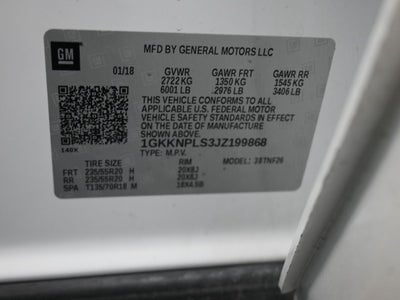 GM
MFD BY GENERAL MOTORS LLC
01/18 GVWR GAWR FRT GAWR RR
2722 KG 1350 KG 1545 KG
6001 LB 2976 LB 3406 LB
THIS VEHICLE CONFORMS TO ALL APPLICABLE
U.S. FEDERAL MOTOR VEHICLE
SAFETY STANDARDS IN EFFECT ON
THE DATE OF MANUFACTURE SHOWN ABOVE.
1GKKNPLS3JZ199868
TYPE: M.P.V. MODEL:
TIRE SIZE RIM
FRT 235/55R20 H 20X8J
RR 235/55R20 H 20X8J
SPA T135/70R18 M 18X4.5B